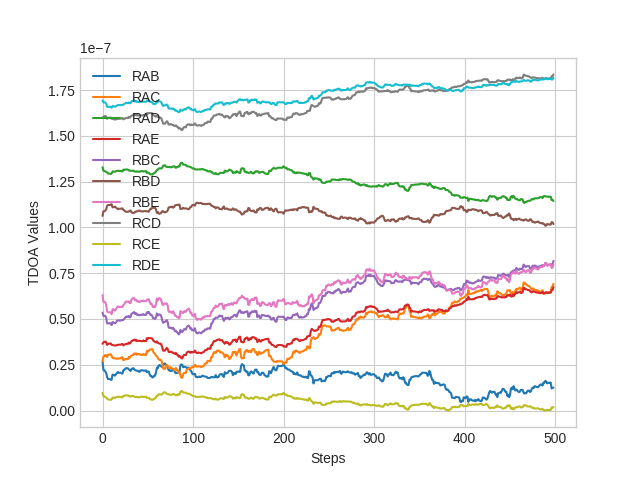 1e−7
TDOA Values
1.75
1.50
1.25
1.00
0.75
0.50
0.25
0.00
RAB
RAC
RAD
RAE
RBC
RBD
RBE
RCD
RCE
RDE
0
100
200
300
400
500
Steps